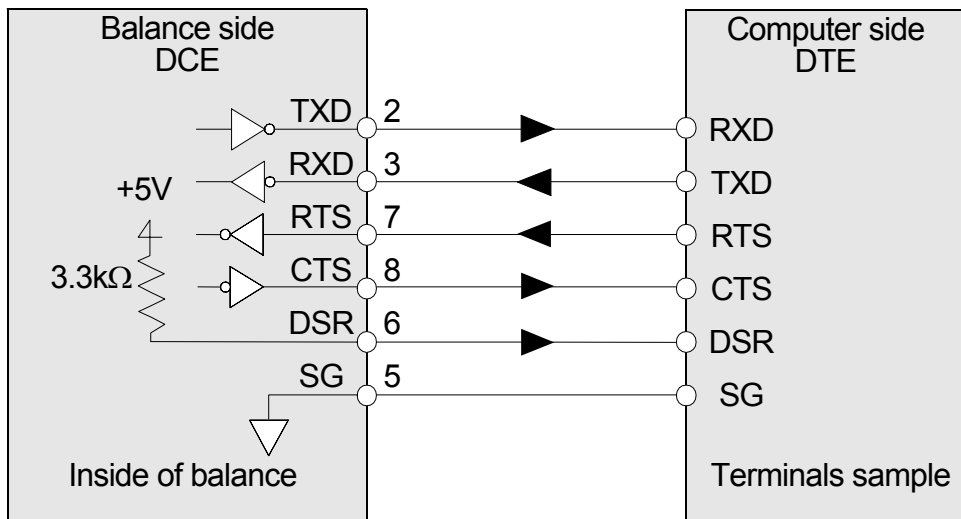 Balance side
DCE
Computer side
DTE
TXD 2
RXD
RXD 3
TXD
+5V
RTS 7
RTS
3.3kΩ
CTS 8
CTS
DSR 6
DSR
SG 5
SG
Inside of balance
Terminals sample